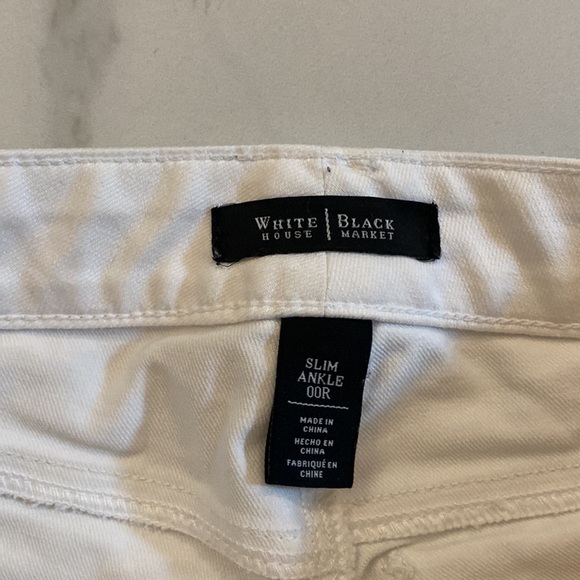 WHITE | BLACK
HOUSE | MARKET
SLIM
ANKLE
00R
MADE IN
CHINA
HECHO EN
CHINA
FABRIQUÉ EN
CHINE